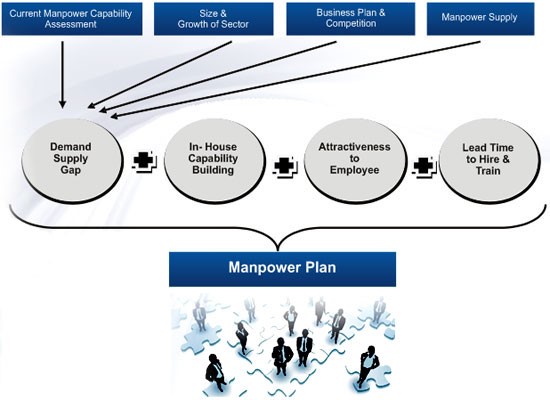 Current Manpower Capability
Assessment
Size &
Growth of Sector
Business Plan &
Competition
Manpower Supply
Demand
Supply
Gap
In- House
Capability
Building
Attractiveness
to
Employee
Lead Time
to Hire &
Train
Manpower Plan